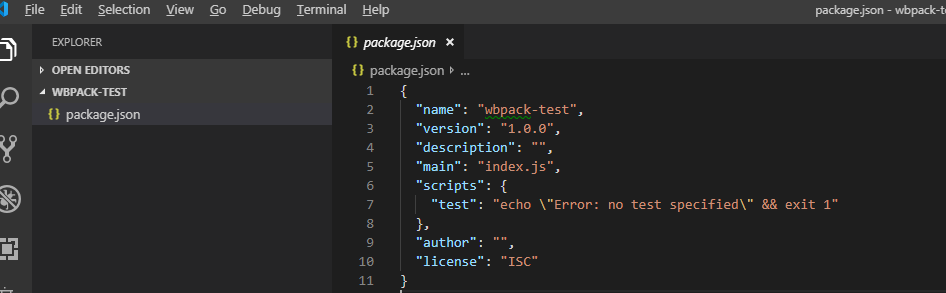 File Edit Selection View Go Debug Terminal Help package.json - wbpack-t
EXPLORER
OPEN EDITORS
WBPACK-TEST
{} package.json
{} package.json ×
{} package.json ▸ ...
1 {
2   "name": "wbpack-test",
3   "version": "1.0.0",
4   "description": "",
5   "main": "index.js",
6   "scripts": {
7     "test": "echo \"Error: no test specified\" && exit 1"
8   },
9   "author": "",
10   "license": "ISC"
11 }